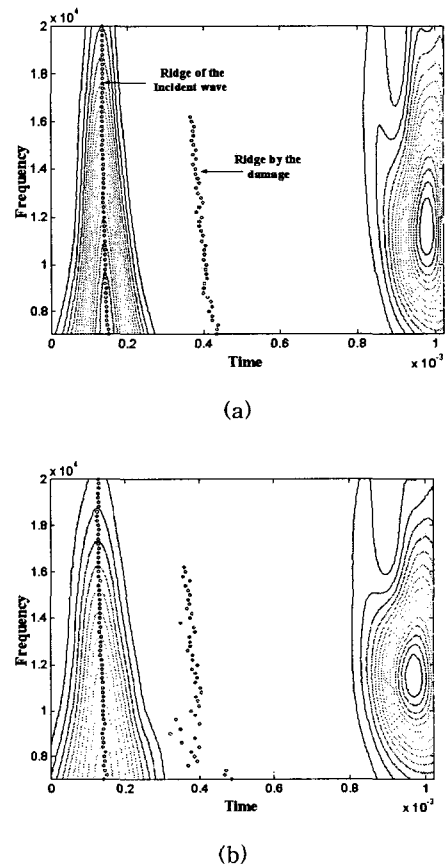 2 x 10^4
Ridge of the
Incident wave
1.8
1.6
Ridge by the
damage
1.4
Frequency
1.2
1
0.8
0 0.2 0.4 0.6 0.8 1
Time
x 10^-3
(a)
2 x 10^4
1.8
1.6
1.4
Frequency
1.2
1
0.8
0 0.2 0.4 0.6 0.8 1
Time
x 10^-3
(b)